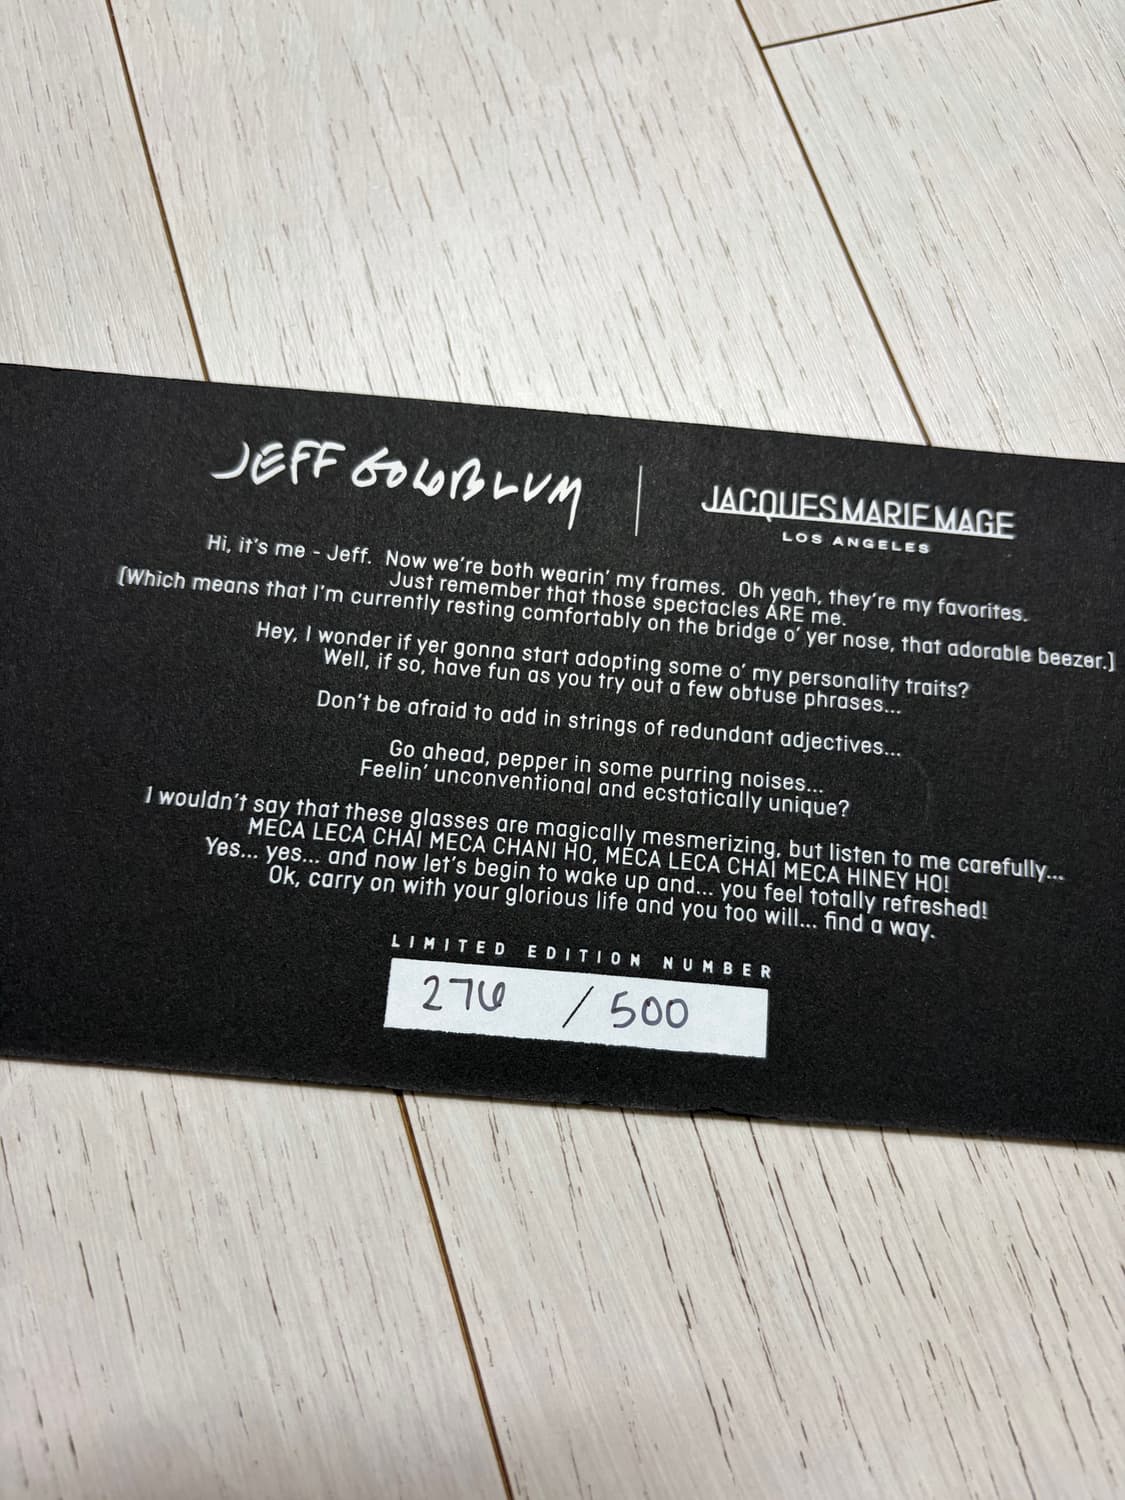 JEFF GOLDBLUM
JACQUES MARIE MAGE
LOS ANGELES
Hi, it's me - Jeff. Now we're both wearin' my frames. Oh yeah, they're my favorites.
Just remember that those spectacles ARE me.
(Which means that I'm currently resting comfortably on the bridge o' yer nose, that adorable beezer.)
Hey, I wonder if yer gonna start adopting some o' my personality traits?
Well, if so, have fun as you try out a few obtuse phrases...
Don't be afraid to add in strings of redundant adjectives...
Go ahead, pepper in some purring noises...
Feelin' unconventional and ecstatically unique?
I wouldn't say that these glasses are magically mesmerizing, but listen to me carefully...
MECA LECA CHAI MECA CHANI HO, MECA LECA CHAI MECA HINEY HO!
Yes... yes... and now let's begin to wake up and... you feel totally refreshed!
Ok, carry on with your glorious life and you too will... find a way.
LIMITED EDITION NUMBER
276 / 500